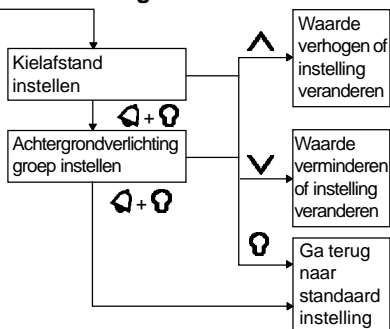 Kielafstand
instellen
+
Achtergrondverlichting
groep instellen
+
Waarde
verhogen of
instelling
veranderen
Waarde
verminderen
of instelling
veranderen
Ga terug
naar
standaard
instelling